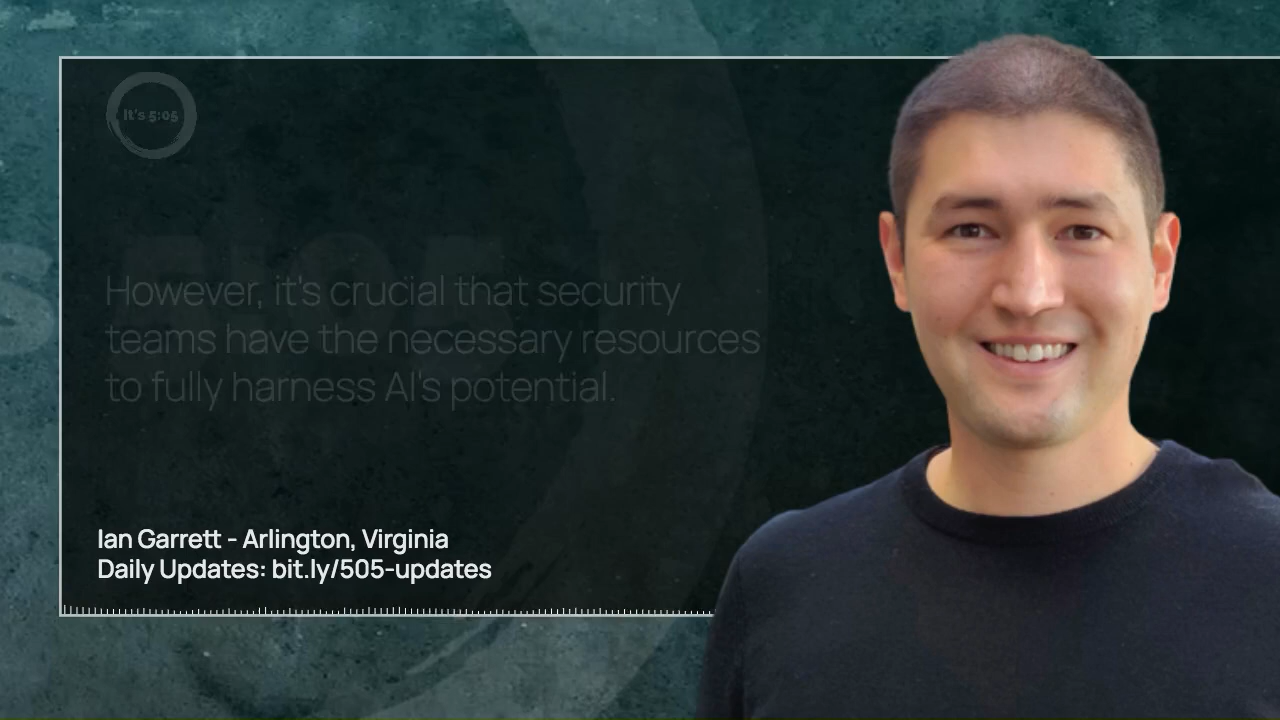 It's 5:05
However, it's crucial that security
teams have the necessary resources
to fully harness AI's potential.
Ian Garrett - Arlington, Virginia
Daily Updates: bit.ly/505-updates